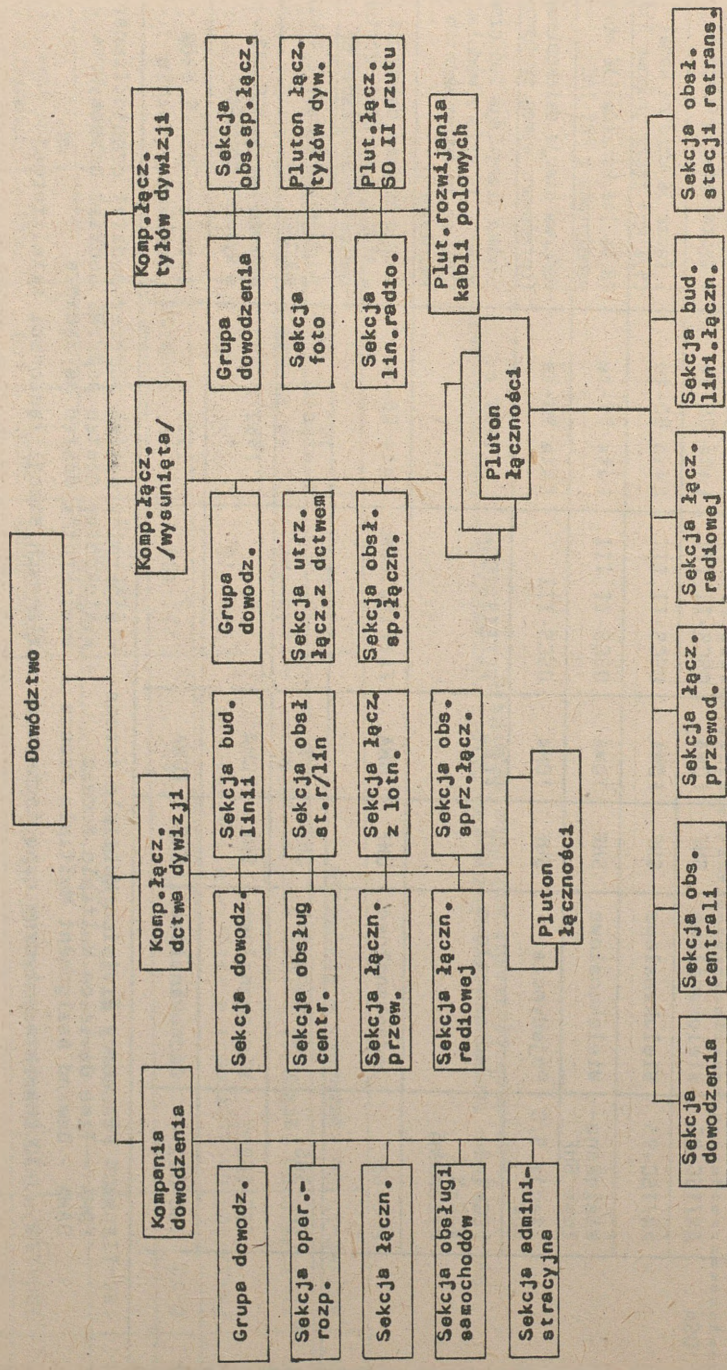 Dowództwo
Kompania
dowodzenia
Grupa dowodz.
Sekcja oper.-
rozp.
Sekcja łączn.
Sekcja obsługi
samochodów
Sekcja admini-
stracyjna
Komp.łącz.
dctwa dywizji
Sekcja dowodz.
Sekcja obsług
centr.
Sekcja łączn.
przew.
Sekcja łączn.
radiowej
Sekcja bud.
linii
Sekcja obsł
st.r/lin
Sekcja łącz
z lotn.
Sekcja obs.
sprz.łącz.
Pluton
łączności
Komp.łącz.
/wysunięta/
Grupa
dowodz.
Sekcja utrz.
łącz.z dctwem
Sekcja obsł.
sp.łączn.
Pluton
łączności
Komp.łącz.
tyłów dywizji
Grupa
dowodzenia
Sekcja
foto
Sekcja
lin.radio.
Sekcja
obs.sp.łącz.
Pluton łącz.
tyłów dyw.
Plut.łącz.
SD II rzutu
Plut.rozwijania
kabli polowych
Sekcja
dowodzenia
Sekcja obs.
centrali
Sekcja łącz.
przewod.
Sekcja łącz.
radiowej
Sekcja bud.
lini.łączn.
Sekcja obsł.
stacji retrans.